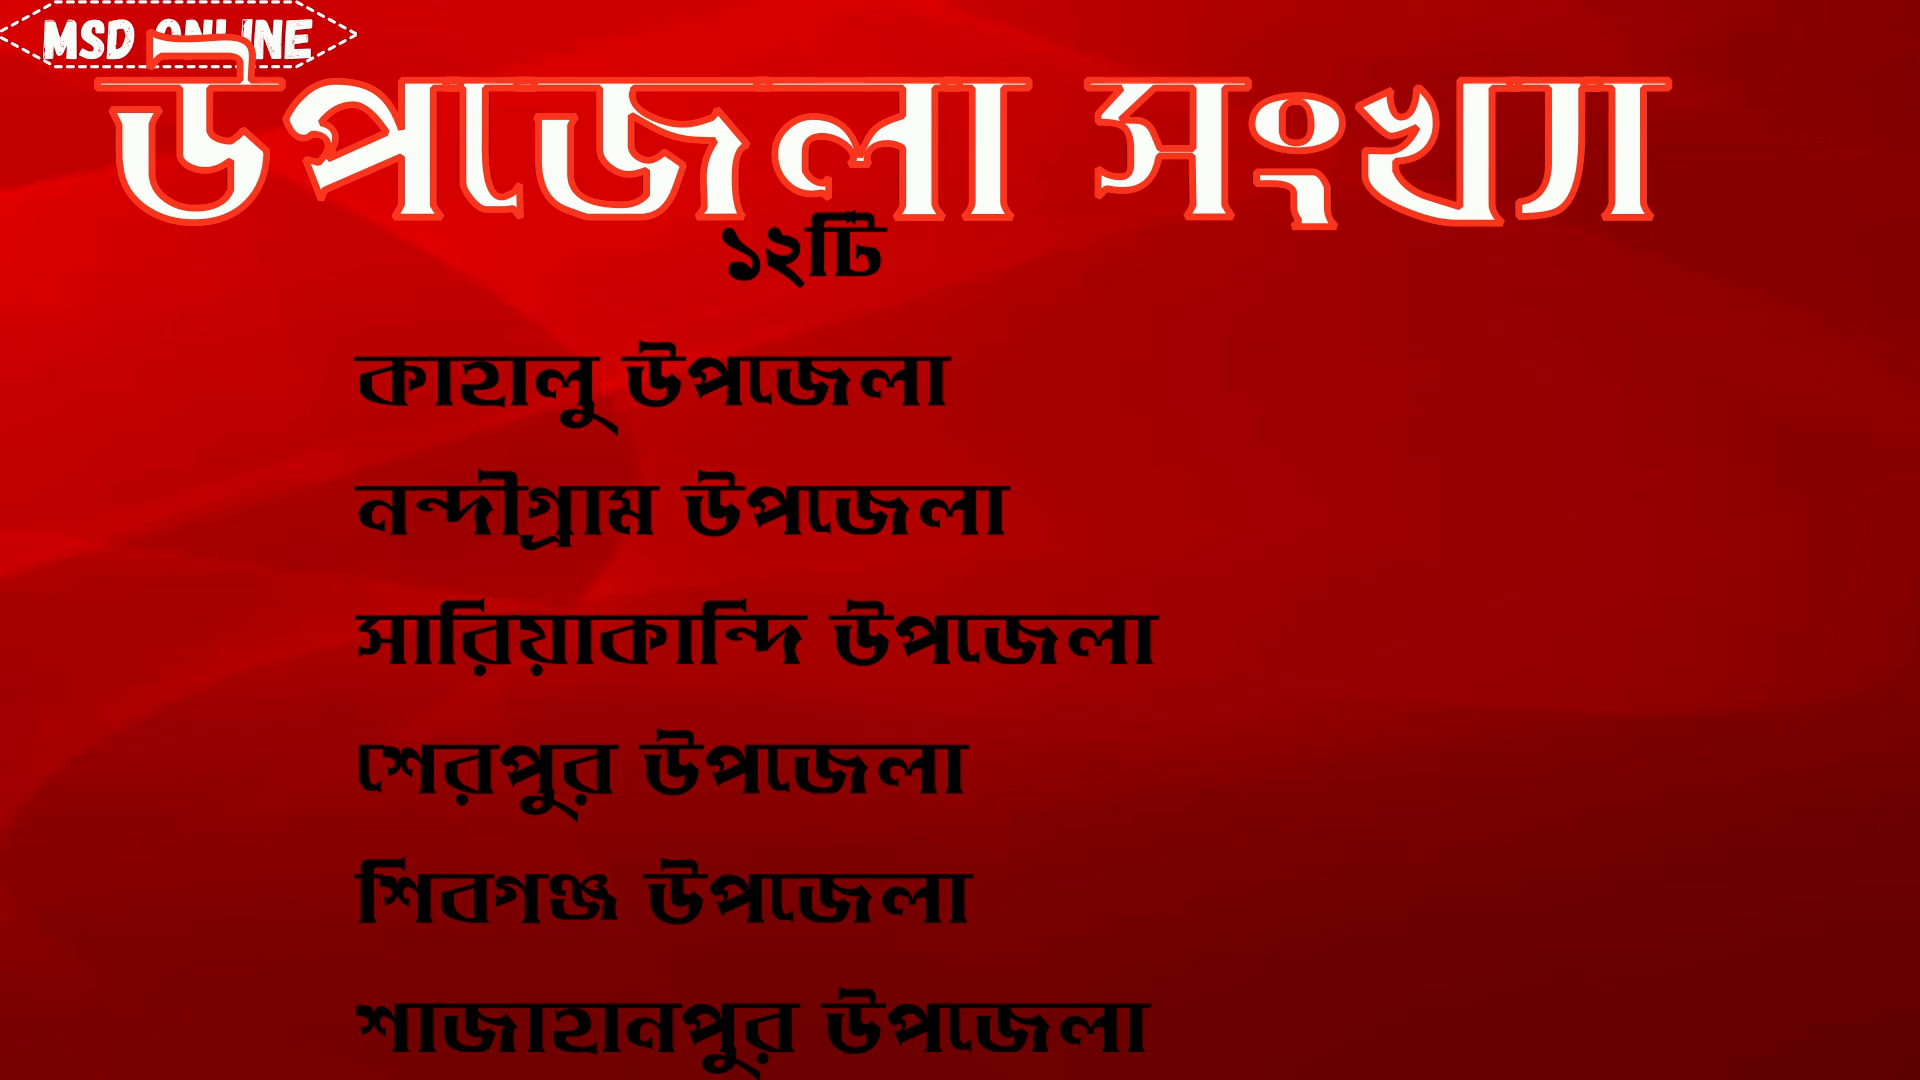 MSD ONLINE
উপজেলা সংখ্যা
১২টি
কাহালু উপজেলা
নন্দীগ্রাম উপজেলা
সারিয়াকান্দি উপজেলা
শেরপুর উপজেলা
শিবগঞ্জ উপজেলা
শাজাহানপুর উপজেলা